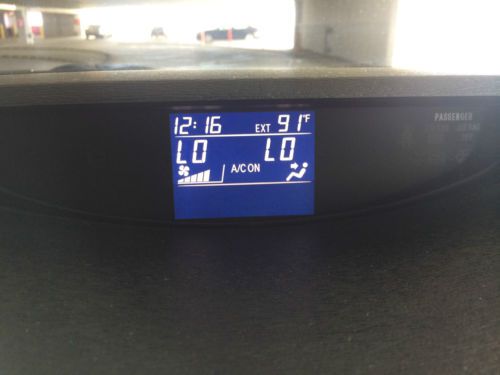 12:16 EXT 91°F
LO LO
A/C ON
PASSENGER